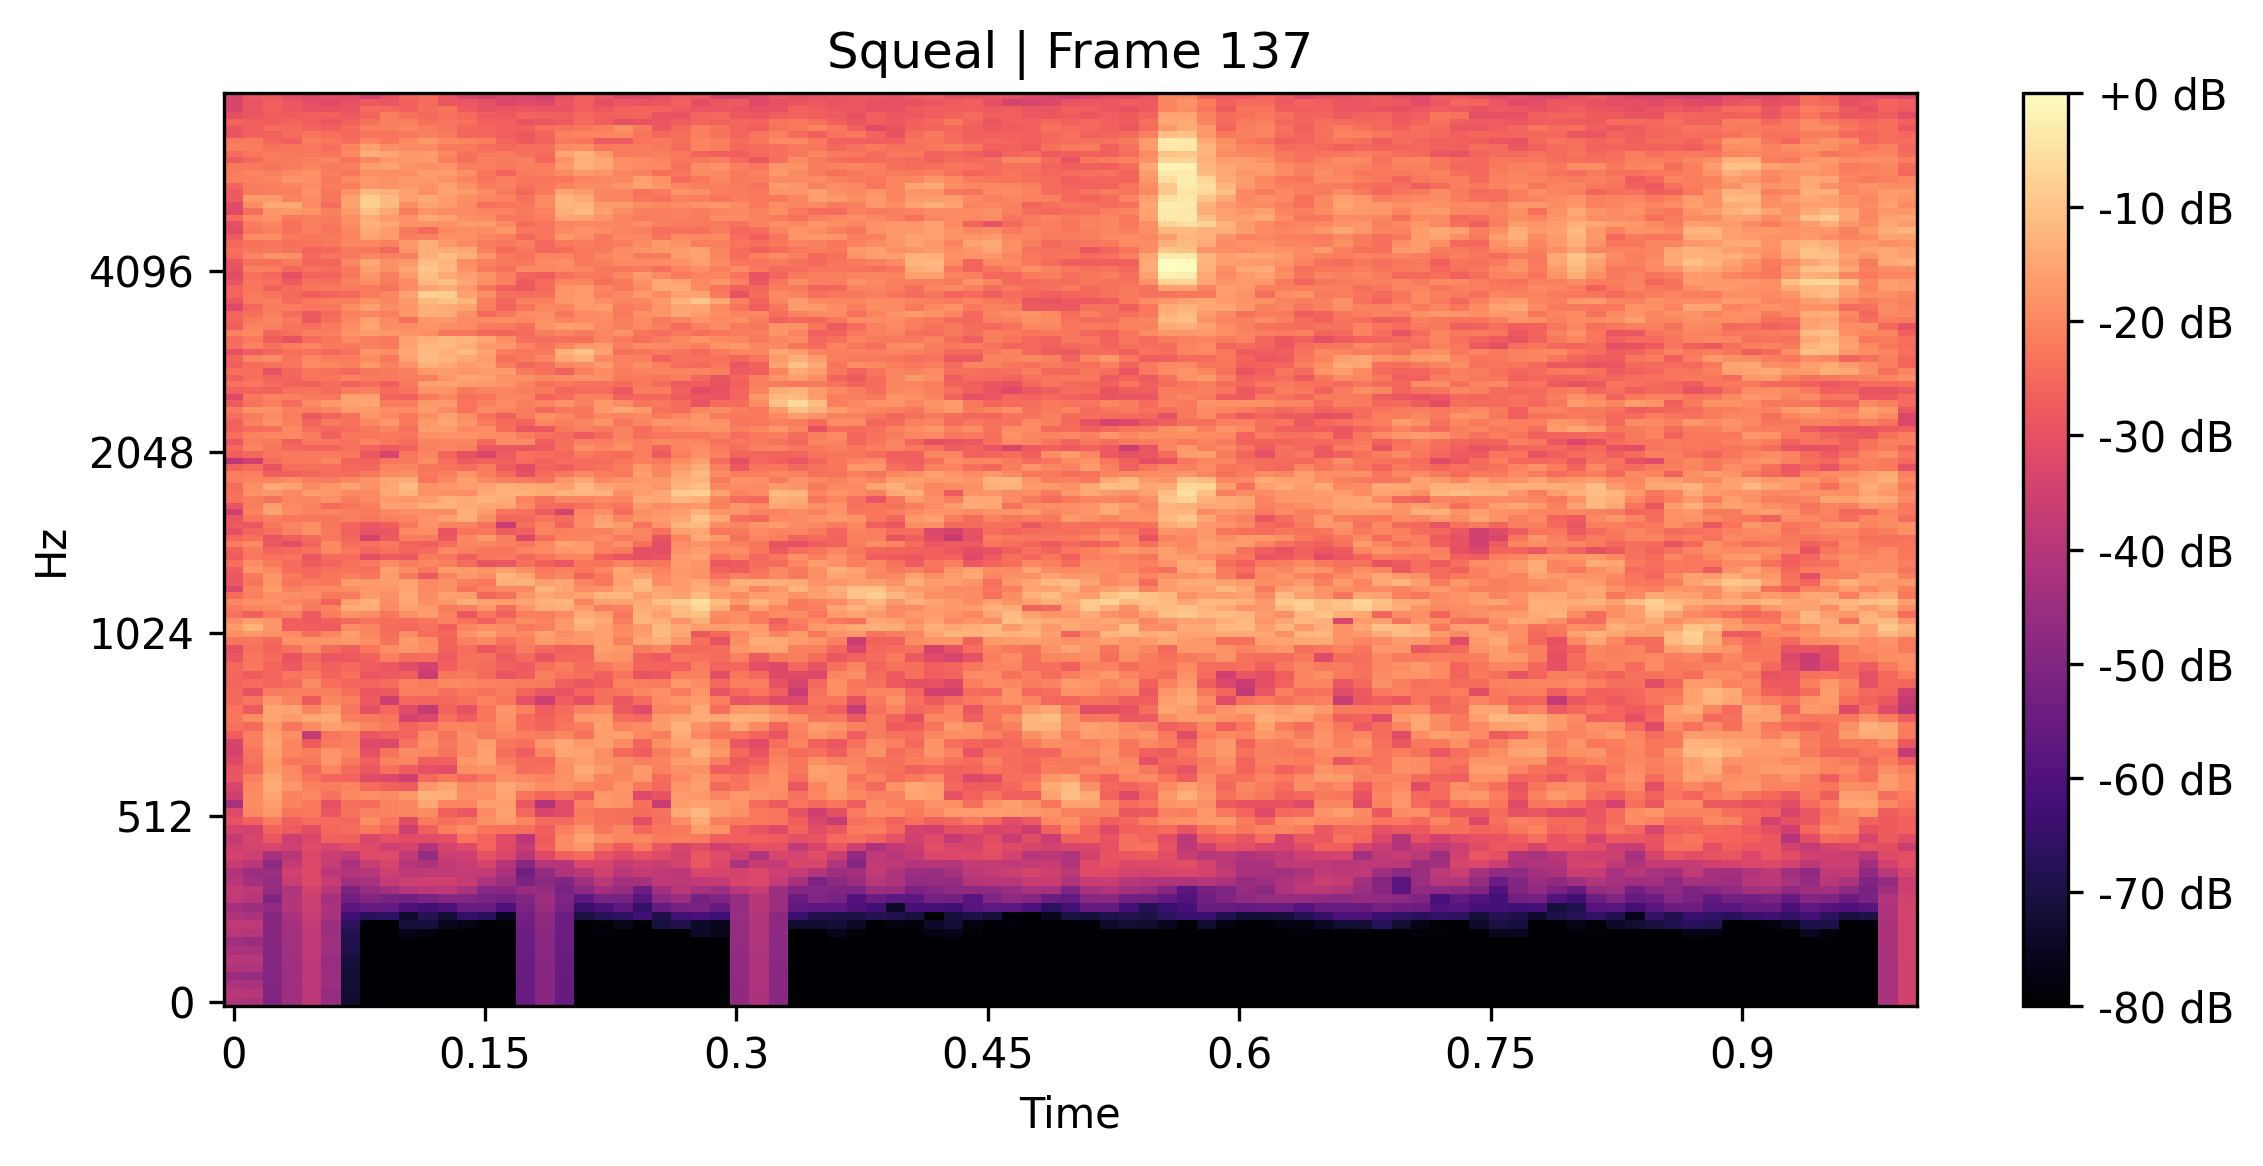 Squeal | Frame 137
Hz
4096
2048
1024
512
0
0 0.15 0.3 0.45 0.6 0.75 0.9
Time
+0 dB
-10 dB
-20 dB
-30 dB
-40 dB
-50 dB
-60 dB
-70 dB
-80 dB